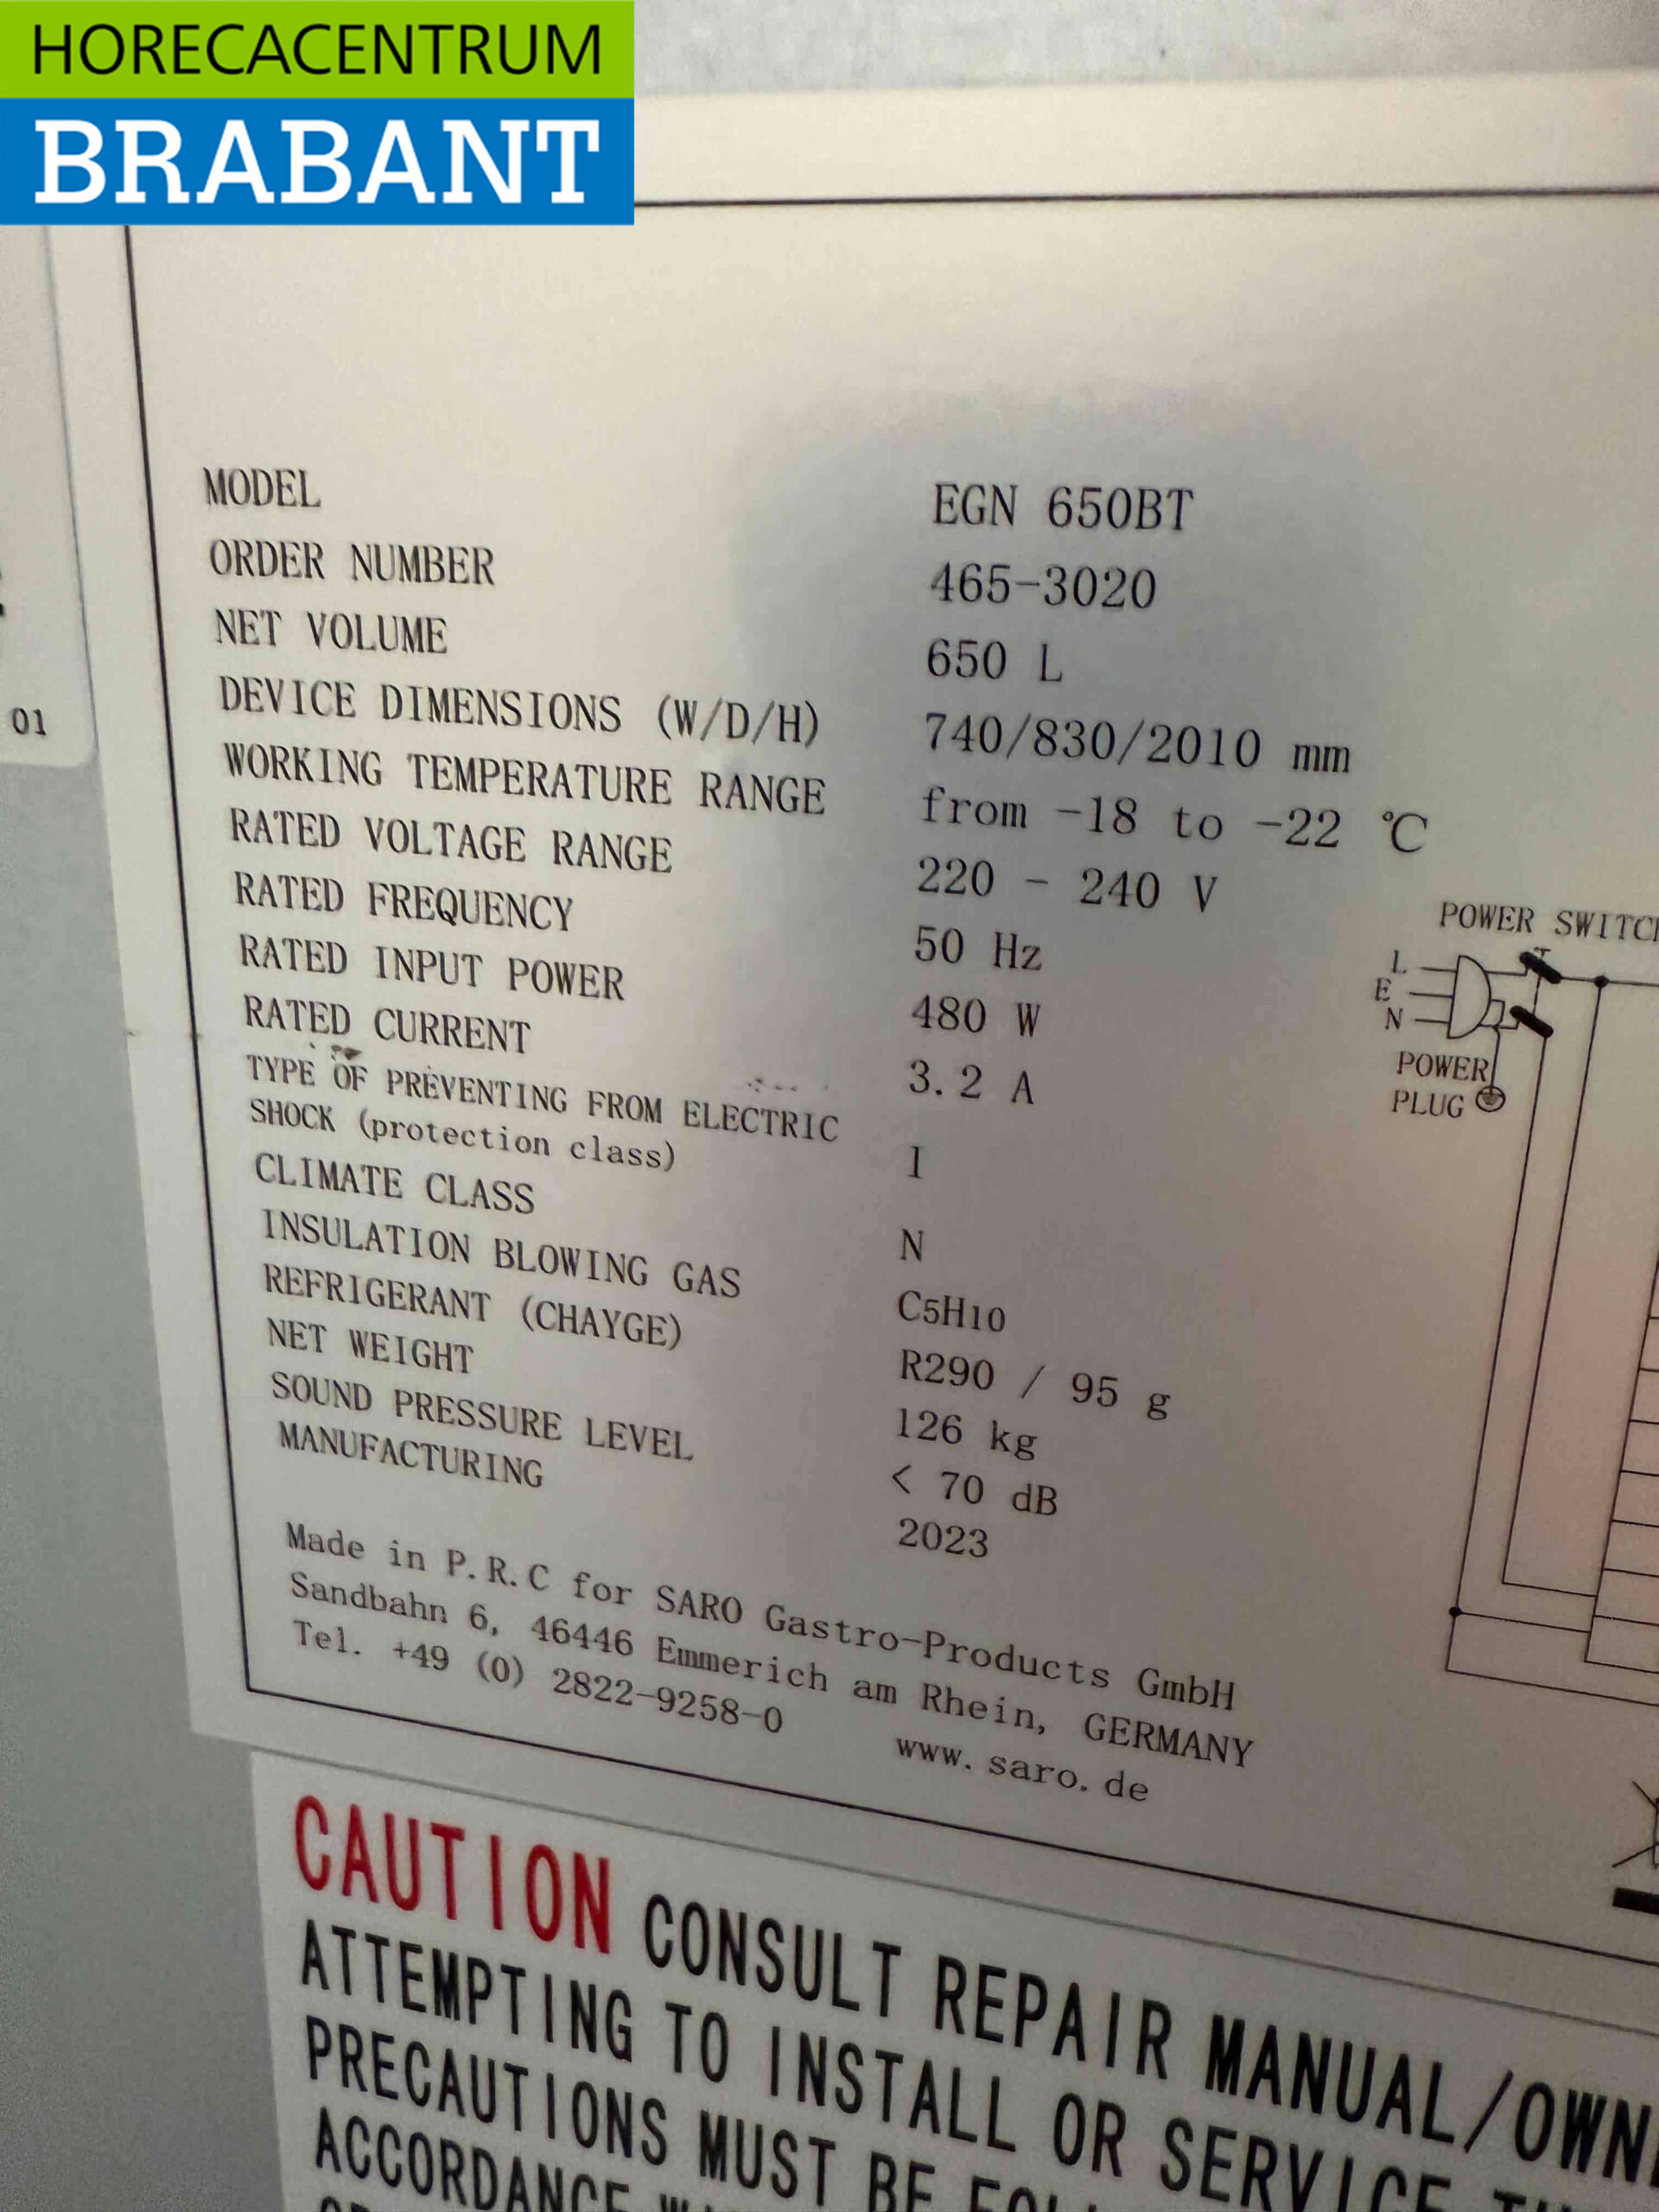 HORECACENTRUM
BRABANT
01
MODEL EGN 650BT
ORDER NUMBER 465-3020
NET VOLUME 650 L
DEVICE DIMENSIONS (W/D/H) 740/830/2010 mm
WORKING TEMPERATURE RANGE from -18 to -22 ℃
RATED VOLTAGE RANGE 220 - 240 V
RATED FREQUENCY 50 Hz
RATED INPUT POWER 480 W
RATED CURRENT 3.2 A
TYPE OF PREVENTING FROM ELECTRIC
SHOCK (protection class) I
CLIMATE CLASS N
INSULATION BLOWING GAS C5H10
REFRIGERANT (CHAYGE) R290 / 95 g
NET WEIGHT 126 kg
SOUND PRESSURE LEVEL < 70 dB
MANUFACTURING 2023
Made in P.R.C for SARO Gastro-Products GmbH
Sandbahn 6, 46446 Emmerich am Rhein, GERMANY
Tel. +49 (0) 2822-9258-0 www.saro.de
POWER SWITC
L
E
N
POWER
PLUG
CAUTION CONSULT REPAIR MANUAL/OWN
ATTEMPTING TO INSTALL OR SERVICE
PRECAUTIONS MUST BE
ACCORDANCE